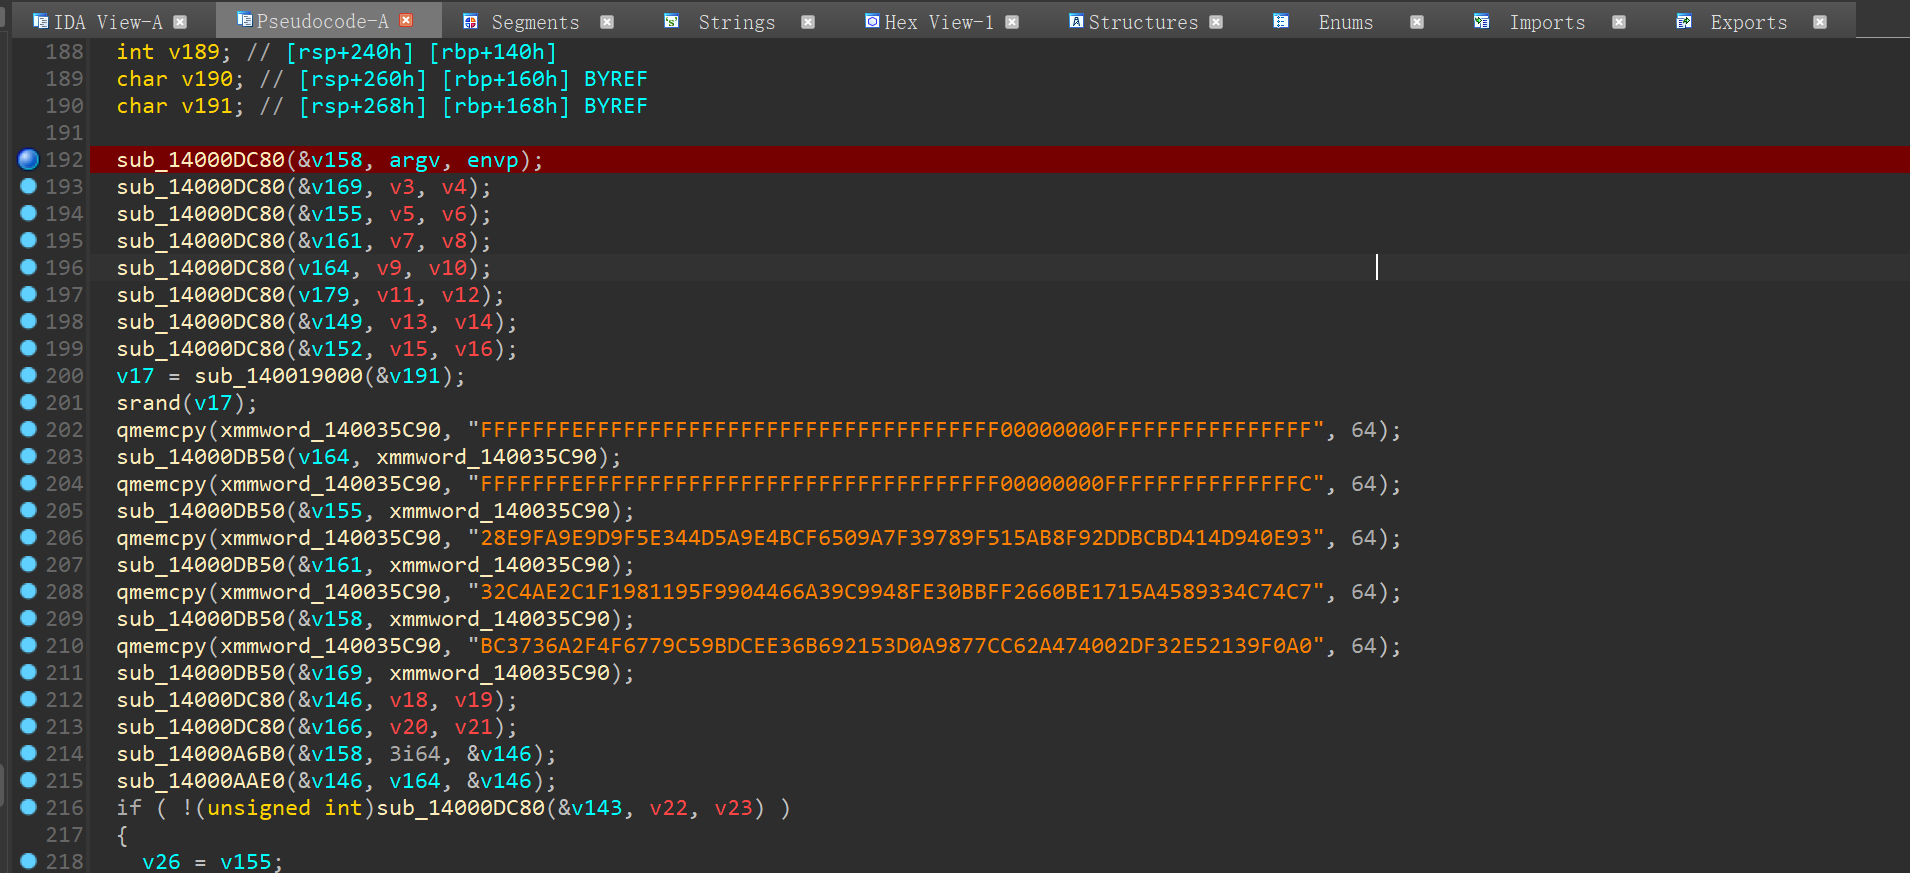 IDA View-A Pseudocode-A Segments Strings Hex View-1 Structures Enums Imports Exports
188 int v189; // [rsp+240h] [rbp+140h]
189 char v190; // [rsp+260h] [rbp+160h] BYREF
190 char v191; // [rsp+268h] [rbp+168h] BYREF
191
192 sub_14000DC80(&v158, argv, envp);
193 sub_14000DC80(&v169, v3, v4);
194 sub_14000DC80(&v155, v5, v6);
195 sub_14000DC80(&v161, v7, v8);
196 sub_14000DC80(v164, v9, v10);
197 sub_14000DC80(v179, v11, v12);
198 sub_14000DC80(&v149, v13, v14);
199 sub_14000DC80(&v152, v15, v16);
200 v17 = sub_140019000(&v191);
201 srand(v17);
202 qmemcpy(xmmword_140035C90, "FFFFFFFEFFFFFFFFFFFFFFFFFFFFFFFFFFFFFFFF00000000FFFFFFFFFFFFFFFF", 64);
203 sub_14000DB50(v164, xmmword_140035C90);
204 qmemcpy(xmmword_140035C90, "FFFFFFFEFFFFFFFFFFFFFFFFFFFFFFFFFFFFFFFF00000000FFFFFFFFFFFFFFFC", 64);
205 sub_14000DB50(&v155, xmmword_140035C90);
206 qmemcpy(xmmword_140035C90, "28E9FA9E9D9F5E344D5A9E4BCF6509A7F39789F515AB8F92DDBCBD414D940E93", 64);
207 sub_14000DB50(&v161, xmmword_140035C90);
208 qmemcpy(xmmword_140035C90, "32C4AE2C1F1981195F9904466A39C9948FE30BBFF2660BE1715A4589334C74C7", 64);
209 sub_14000DB50(&v158, xmmword_140035C90);
210 qmemcpy(xmmword_140035C90, "BC3736A2F4F6779C59BDCEE36B692153D0A9877CC62A474002DF32E52139F0A0", 64);
211 sub_14000DB50(&v169, xmmword_140035C90);
212 sub_14000DC80(&v146, v18, v19);
213 sub_14000DC80(&v166, v20, v21);
214 sub_14000A6B0(&v158, 3i64, &v146);
215 sub_14000AAE0(&v146, v164, &v146);
216 if ( !(unsigned int)sub_14000DC80(&v143, v22, v23) )
217 {
218 v26 = v155;